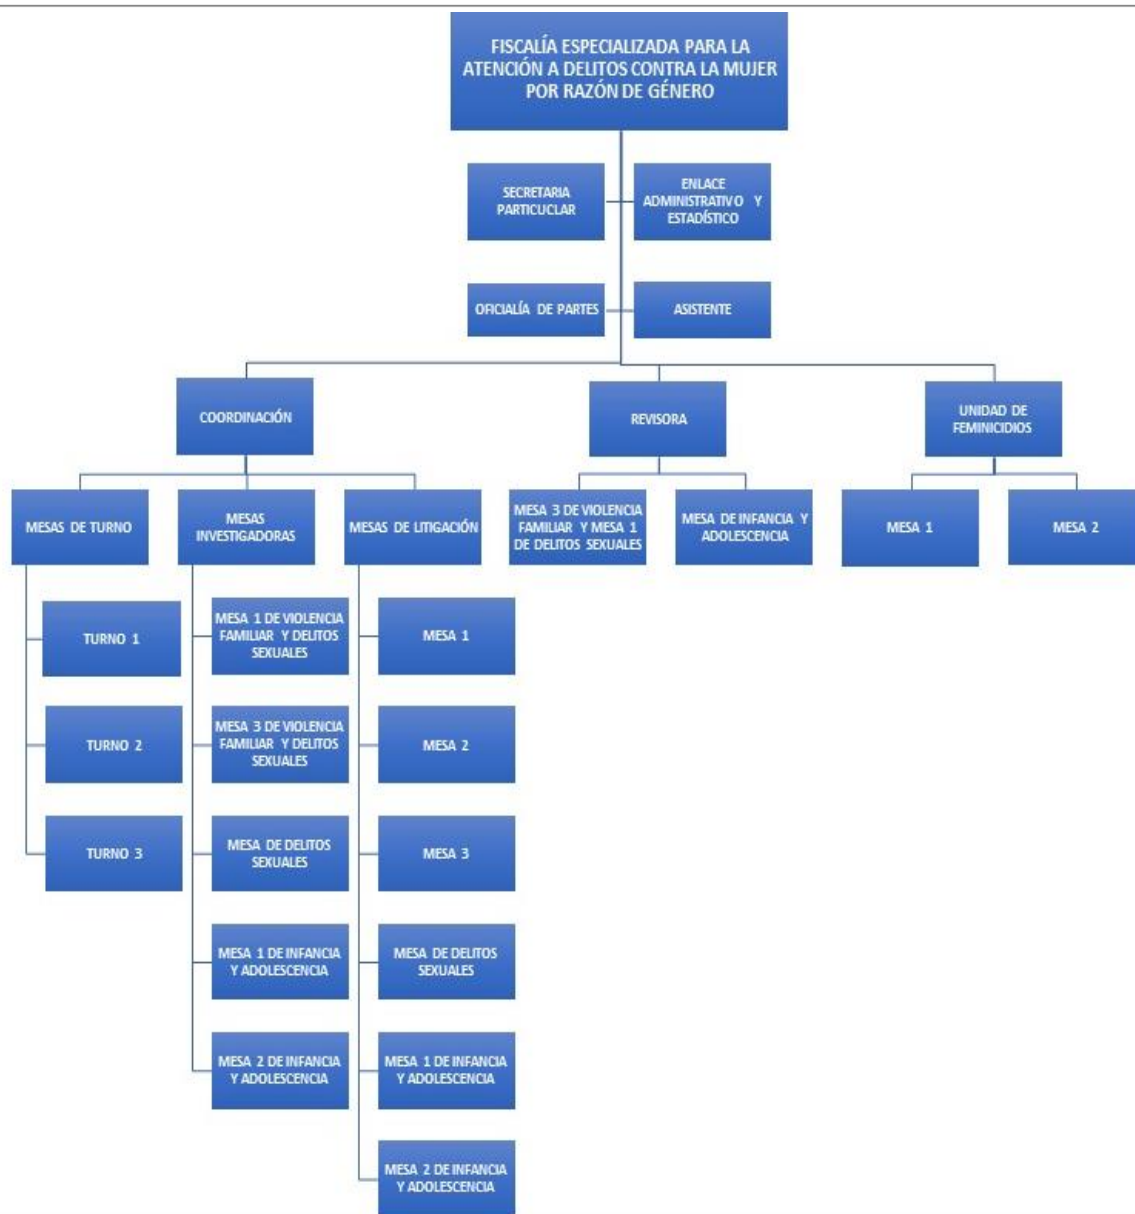 FISCALÍA ESPECIALIZADA PARA LA
ATENCIÓN A DELITOS CONTRA LA MUJER
POR RAZÓN DE GÉNERO
SECRETARIA
PARTICUCLAR
ENLACE
ADMINISTRATIVO Y
ESTADÍSTICO
OFICIALÍA DE PARTES
ASISTENTE
COORDINACIÓN
REVISORA
UNIDAD DE
FEMINICIDIOS
MESAS DE TURNO
MESAS
INVESTIGADORAS
MESAS DE LITIGACIÓN
MESA 3 DE VIOLENCIA
FAMILIAR Y MESA 1
DE DELITOS SEXUALES
MESA DE INFANCIA Y
ADOLESCENCIA
MESA 1
MESA 2
TURNO 1
TURNO 2
TURNO 3
MESA 1 DE VIOLENCIA
FAMILIAR Y DELITOS
SEXUALES
MESA 3 DE VIOLENCIA
FAMILIAR Y DELITOS
SEXUALES
MESA DE DELITOS
SEXUALES
MESA 1 DE INFANCIA
Y ADOLESCENCIA
MESA 2 DE INFANCIA
Y ADOLESCENCIA
MESA 1
MESA 2
MESA 3
MESA DE DELITOS
SEXUALES
MESA 1 DE INFANCIA
Y ADOLESCENCIA
MESA 2 DE INFANCIA
Y ADOLESCENCIA